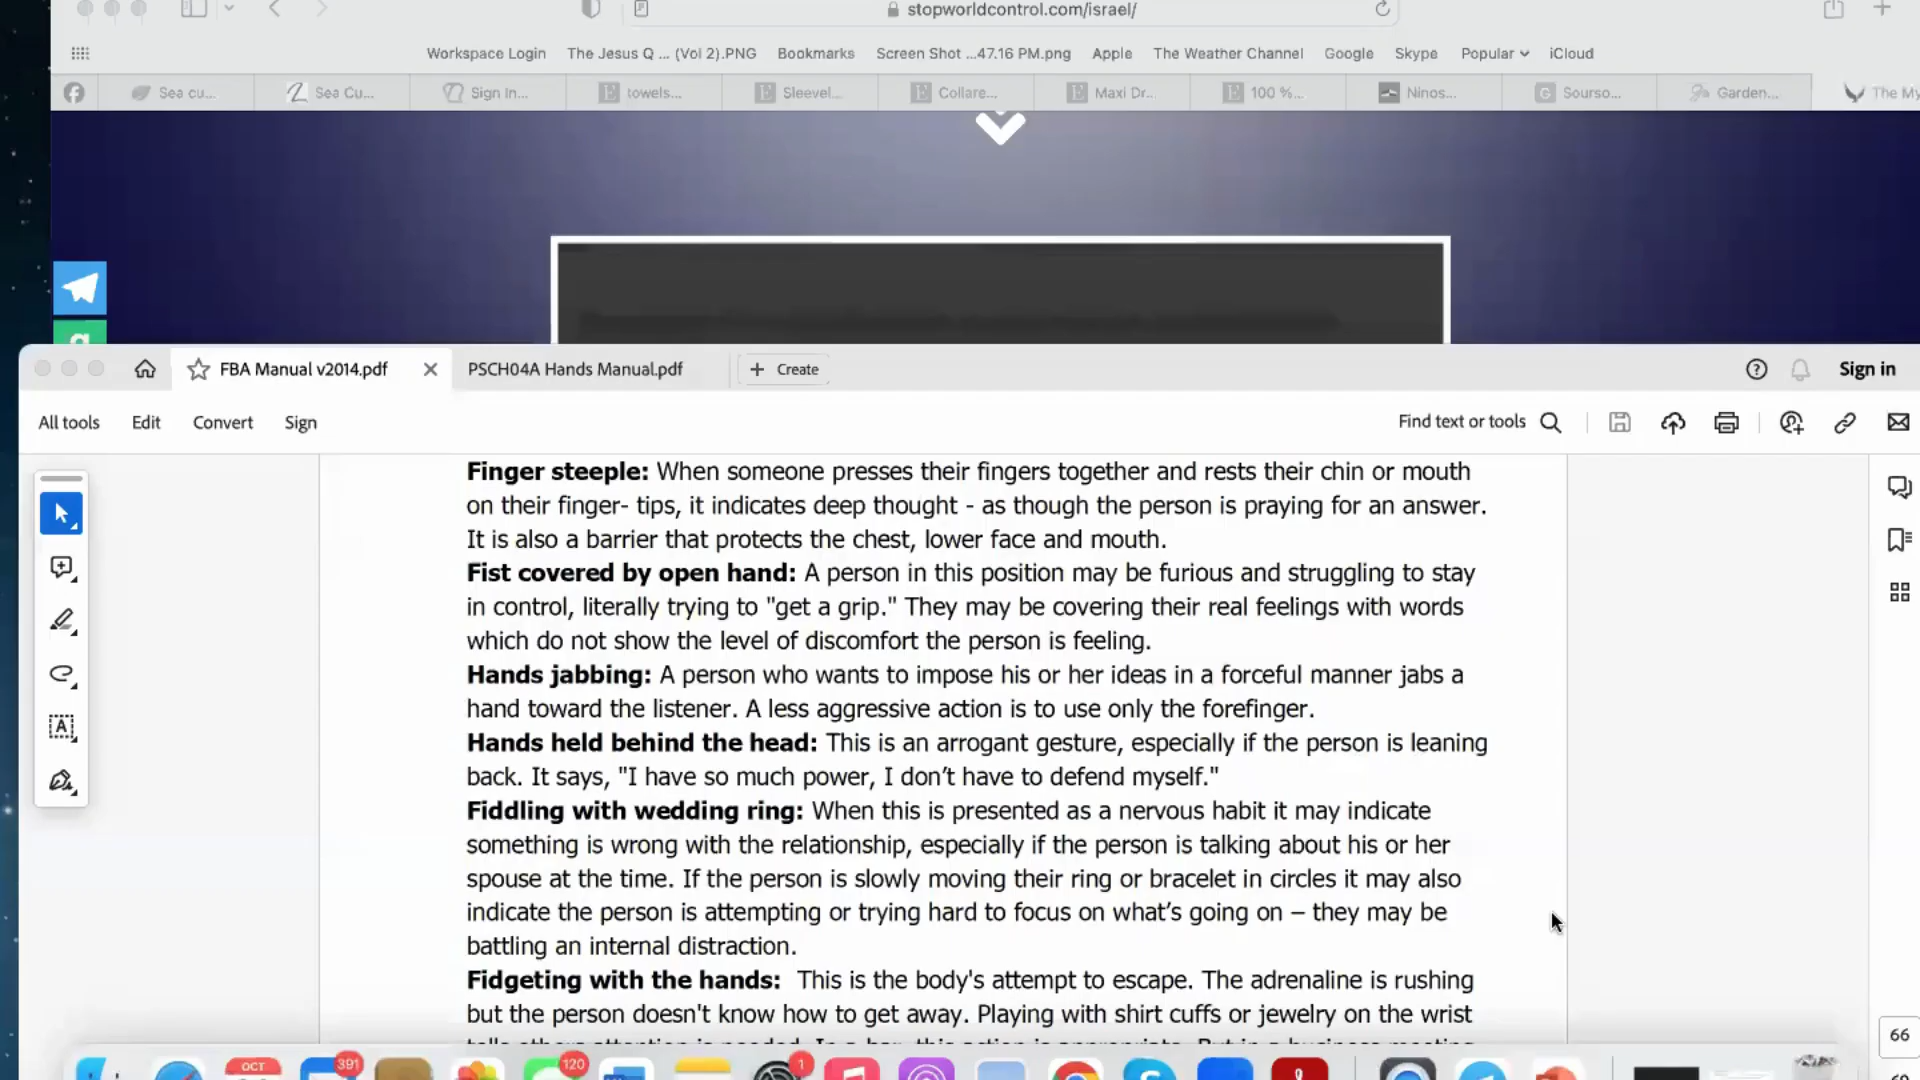 stopworldcontrol.com/israel/
Workspace Login The Jesus Q ... (Vol 2).PNG Bookmarks Screen Shot ...47.16 PM.png Apple The Weather Channel Google Skype Popular iCloud
Sea cu... Sea Cu... Sign In... towels... Sleevel... Collare... Maxi Dr... 100 %... Ninos... Sourso... Garden... The My
FBA Manual v2014.pdf PSCH04A Hands Manual.pdf + Create Sign in
All tools Edit Convert Sign Find text or tools
Finger steeple: When someone presses their fingers together and rests their chin or mouth
on their finger- tips, it indicates deep thought - as though the person is praying for an answer.
It is also a barrier that protects the chest, lower face and mouth.
Fist covered by open hand: A person in this position may be furious and struggling to stay
in control, literally trying to "get a grip." They may be covering their real feelings with words
which do not show the level of discomfort the person is feeling.
Hands jabbing: A person who wants to impose his or her ideas in a forceful manner jabs a
hand toward the listener. A less aggressive action is to use only the forefinger.
Hands held behind the head: This is an arrogant gesture, especially if the person is leaning
back. It says, "I have so much power, I don’t have to defend myself."
Fiddling with wedding ring: When this is presented as a nervous habit it may indicate
something is wrong with the relationship, especially if the person is talking about his or her
spouse at the time. If the person is slowly moving their ring or bracelet in circles it may also
indicate the person is attempting or trying hard to focus on what’s going on – they may be
battling an internal distraction.
Fidgeting with the hands: This is the body's attempt to escape. The adrenaline is rushing
but the person doesn't know how to get away. Playing with shirt cuffs or jewelry on the wrist
66
OCT 391 120 1